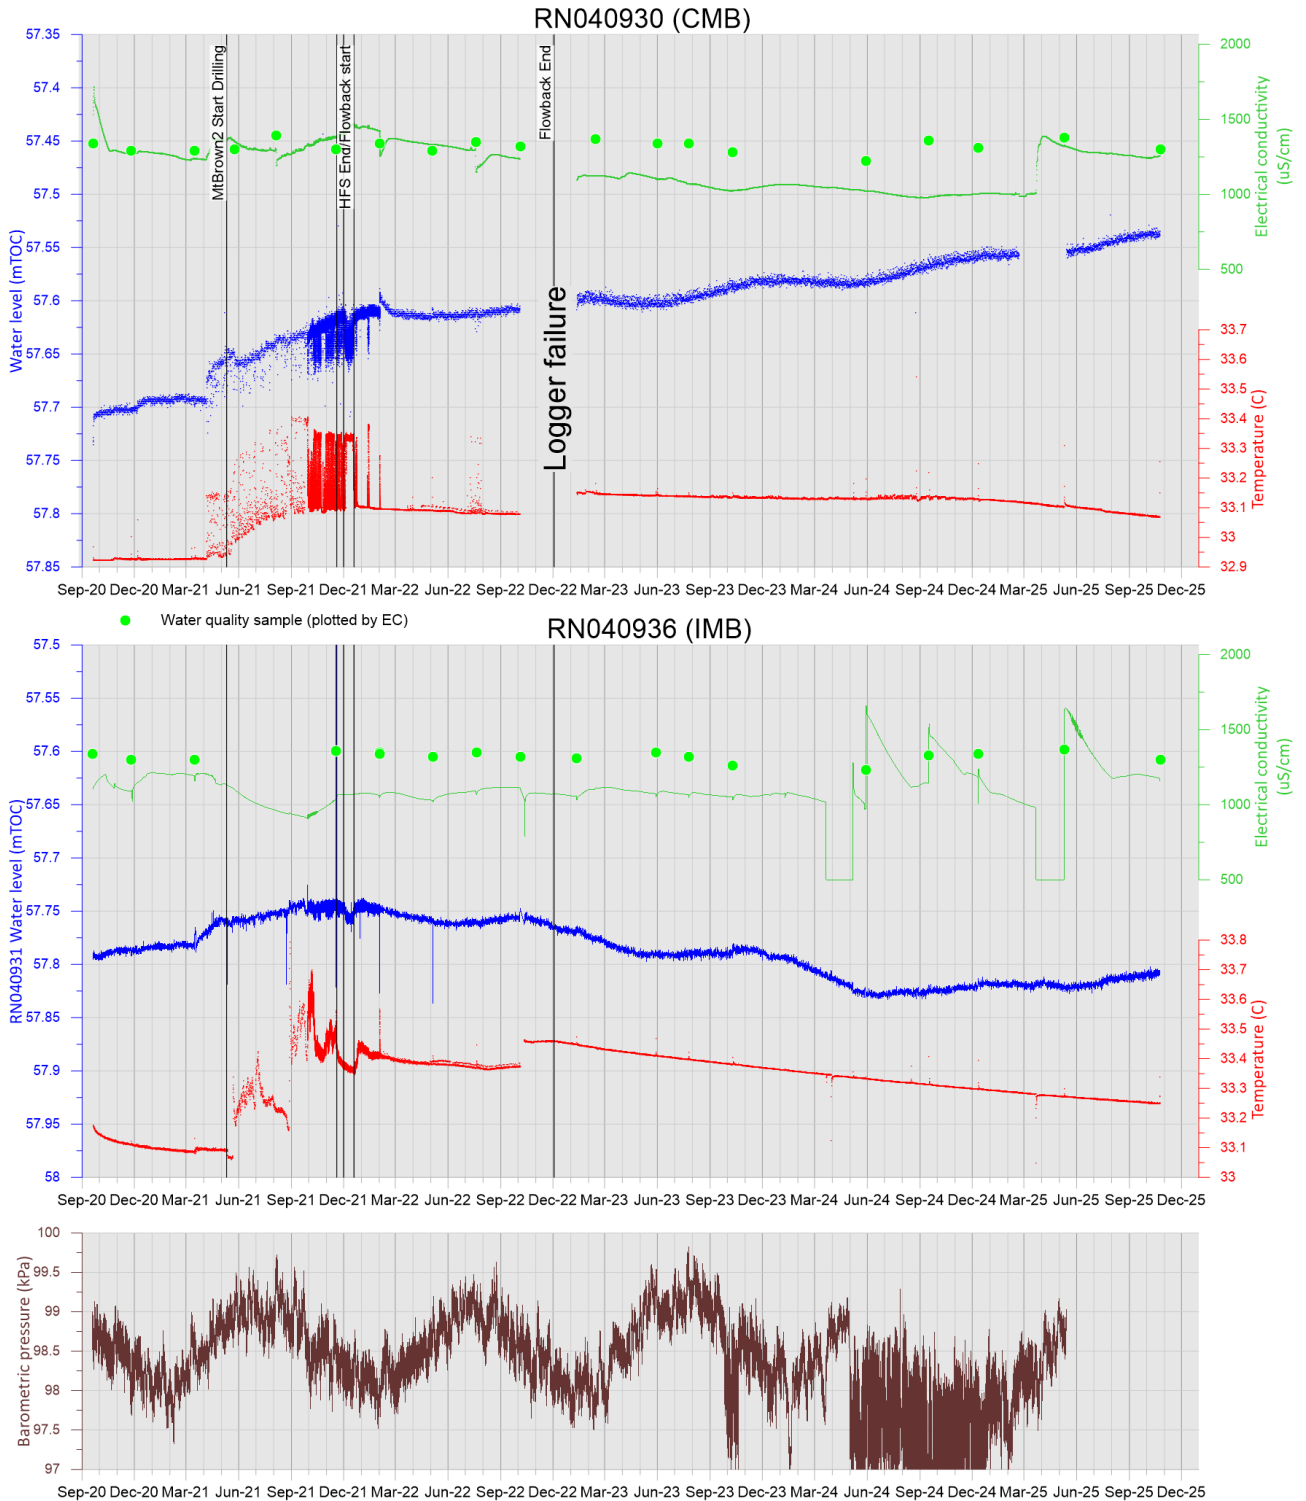 RN040930 (CMB)
57.35
57.4
57.45
57.5
57.55
57.6
57.65
57.7
57.75
57.8
57.85
Water level (mTOC)
MtBrown2 Start Drilling
HFS End/Flowback start
Flowback End
Logger failure
2000
1500
1000
500
Electrical conductivity
(uS/cm)
33.7
33.6
33.5
33.4
33.3
33.2
33.1
33
32.9
Temperature (C)
Sep-20 Dec-20 Mar-21 Jun-21 Sep-21 Dec-21 Mar-22 Jun-22 Sep-22 Dec-22 Mar-23 Jun-23 Sep-23 Dec-23 Mar-24 Jun-24 Sep-24 Dec-24 Mar-25 Jun-25 Sep-25 Dec-25
Water quality sample (plotted by EC)
RN040936 (IMB)
57.5
57.55
57.6
57.65
57.7
57.75
57.8
57.85
57.9
57.95
58
RN040931 Water level (mTOC)
2000
1500
1000
500
Electrical conductivity
(uS/cm)
33.8
33.7
33.6
33.5
33.4
33.3
33.2
33.1
33
Temperature (C)
Sep-20 Dec-20 Mar-21 Jun-21 Sep-21 Dec-21 Mar-22 Jun-22 Sep-22 Dec-22 Mar-23 Jun-23 Sep-23 Dec-23 Mar-24 Jun-24 Sep-24 Dec-24 Mar-25 Jun-25 Sep-25 Dec-25
100
99.5
99
98.5
98
97.5
97
Barometric pressure (kPa)
Sep-20 Dec-20 Mar-21 Jun-21 Sep-21 Dec-21 Mar-22 Jun-22 Sep-22 Dec-22 Mar-23 Jun-23 Sep-23 Dec-23 Mar-24 Jun-24 Sep-24 Dec-24 Mar-25 Jun-25 Sep-25 Dec-25